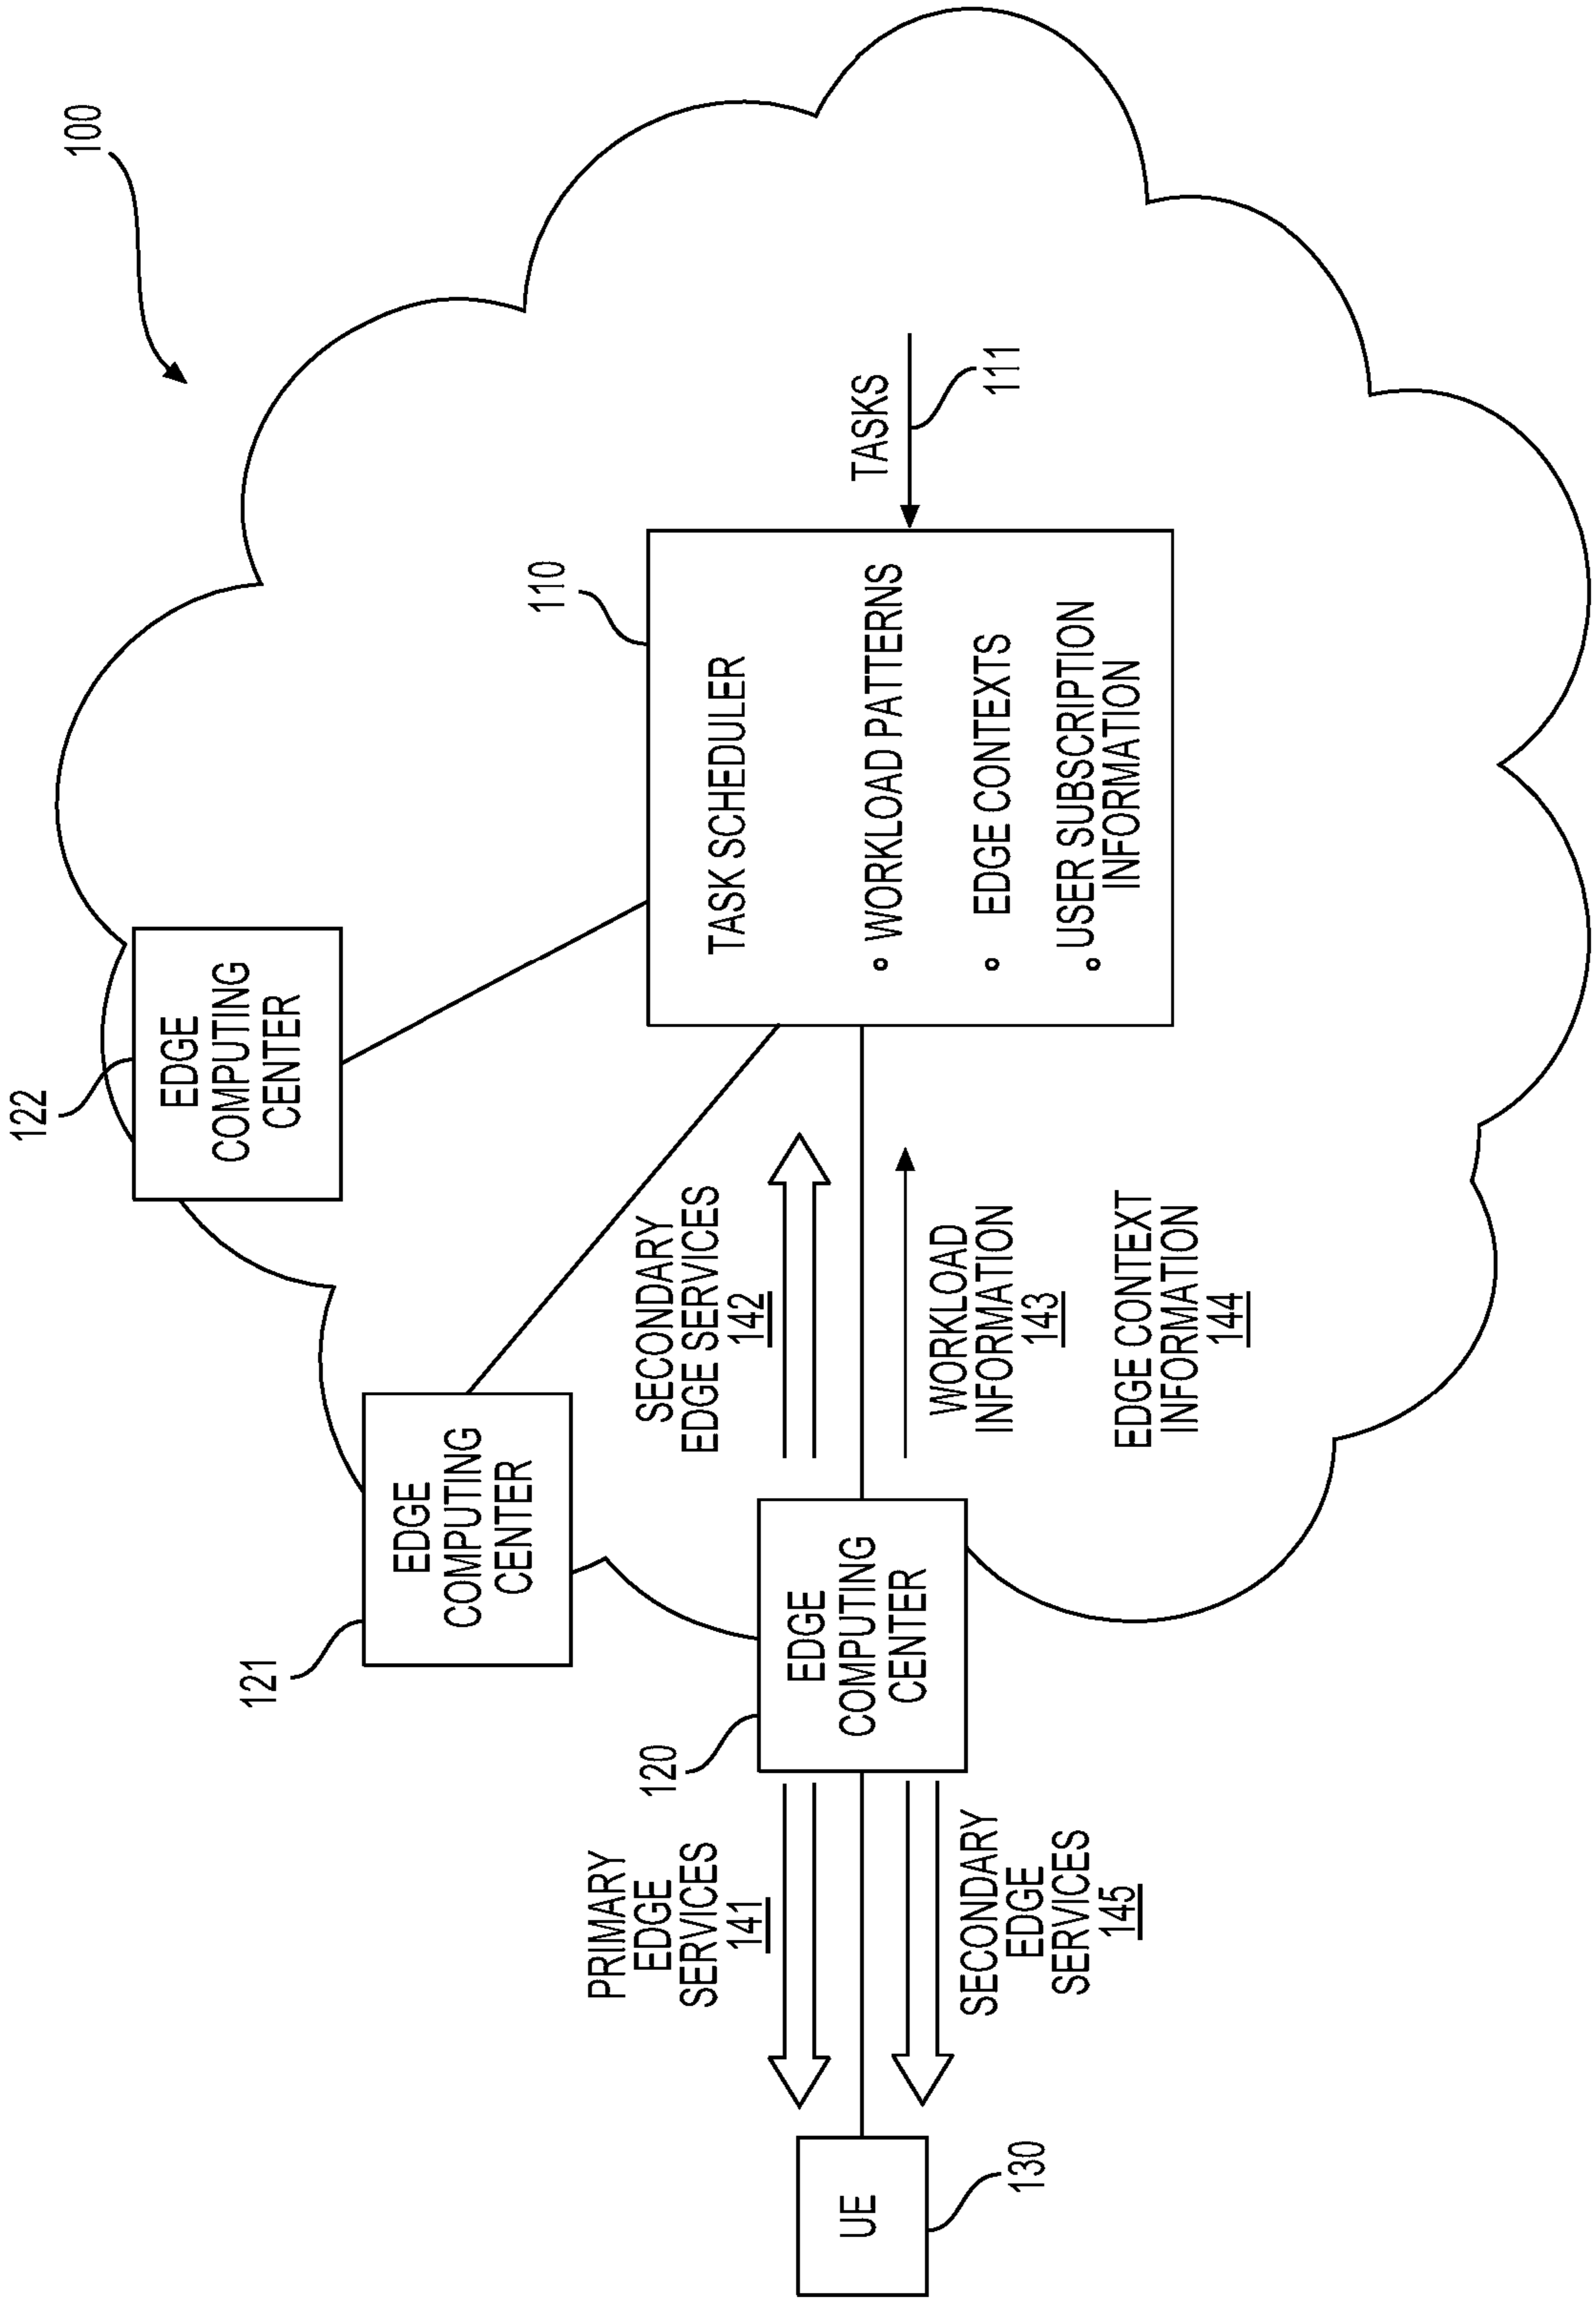 100
122
EDGE
COMPUTING
CENTER
121
EDGE
COMPUTING
CENTER
110
TASK SCHEDULER
° WORKLOAD PATTERNS
° EDGE CONTEXTS
° USER SUBSCRIPTION
INFORMATION
TASKS
111
SECONDARY
EDGE SERVICES
142
WORKLOAD
INFORMATION
143
EDGE CONTEXT
INFORMATION
144
120
EDGE
COMPUTING
CENTER
PRIMARY
EDGE
SERVICES
141
SECONDARY
EDGE
SERVICES
145
UE
130